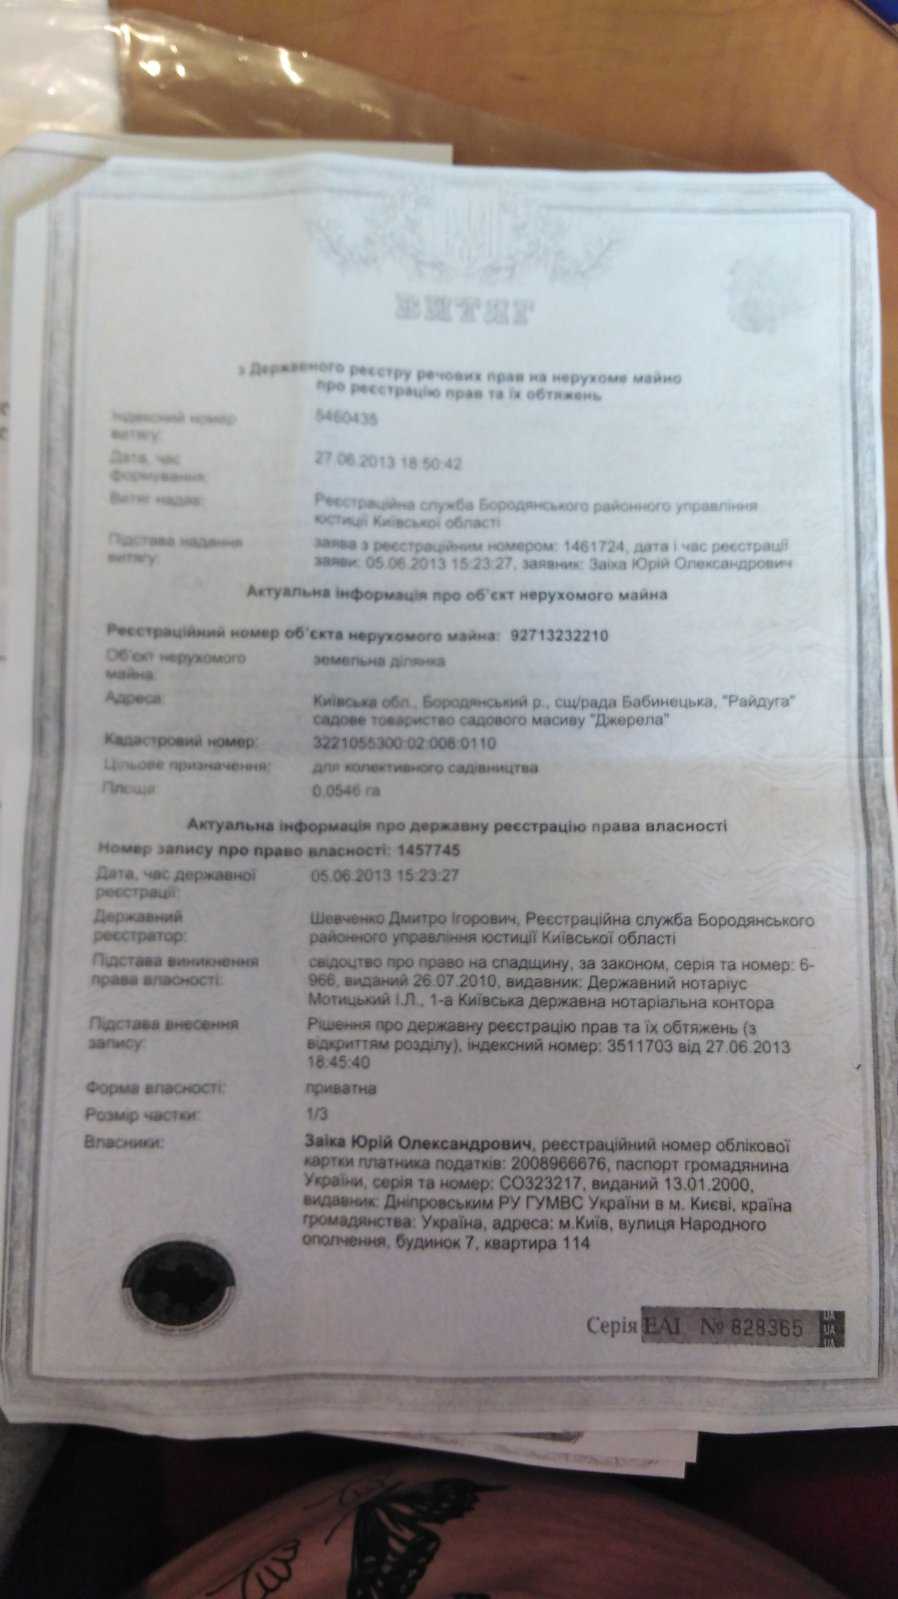 ВИТЯГ
з Державного реєстру речових прав на нерухоме майно
про реєстрацію прав та їх обтяжень
Індексний номер витягу: 5460435
Дата, час формування: 27.06.2013 18:50:42
Витяг надав: Реєстраційна служба Бородянського районного управління
юстиції Київської області
Підстава надання витягу: заява з реєстраційним номером: 1461724, дата і час реєстрації
заяви: 05.06.2013 15:23:27, заявник: Заіка Юрій Олександрович
Актуальна інформація про об'єкт нерухомого майна
Реєстраційний номер об'єкта нерухомого майна: 92713232210
Об'єкт нерухомого майна: земельна ділянка
Адреса: Київська обл., Бородянський р., сщ/рада Бабинецька, "Райдуга"
садове товариство садового масиву "Джерела"
Кадастровий номер: 3221055300:02:008:0110
Цільове призначення: для колективного садівництва
Площа: 0.0546 га
Актуальна інформація про державну реєстрацію права власності
Номер запису про право власності: 1457745
Дата, час державної реєстрації: 05.06.2013 15:23:27
Державний реєстратор: Шевченко Дмитро Ігорович, Реєстраційна служба Бородянського
районного управління юстиції Київської області
Підстава виникнення права власності: свідоцтво про право на спадщину, за законом, серія та номер: 6-
966, виданий 26.07.2010, видавник: Державний нотаріус
Мотицький І.Л., 1-а Київська державна нотаріальна контора
Підстава внесення запису: Рішення про державну реєстрацію прав та їх обтяжень (з
відкриттям розділу), індексний номер: 3511703 від 27.06.2013
18:45:40
Форма власності: приватна
Розмір частки: 1/3
Власники: Заіка Юрій Олександрович, реєстраційний номер облікової
картки платника податків: 2008966676, паспорт громадянина
України, серія та номер: СО323217, виданий 13.01.2000,
видавник: Дніпровським РУ ГУМВС України в м. Києві, країна
громадянства: Україна, адреса: м.Київ, вулиця Народного
ополчення, будинок 7, квартира 114
Серія ЕАІ № 828365
UA
UA
UA